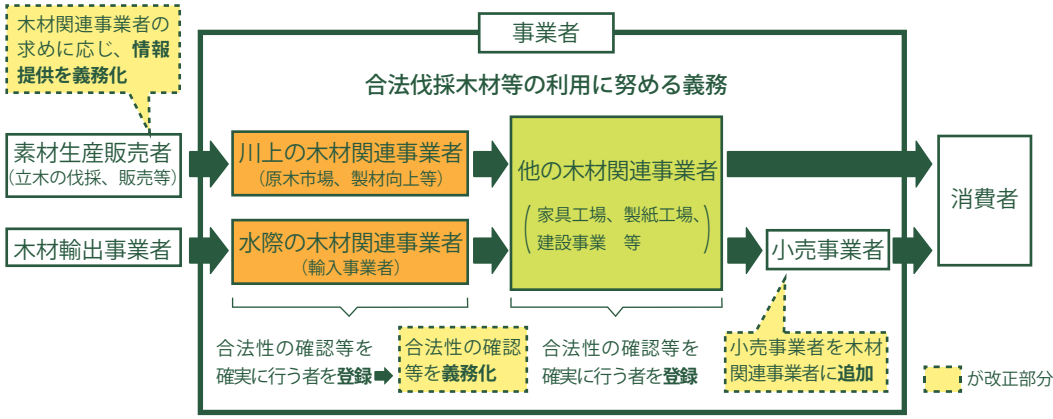 木材関連事業者の
求めに応じ、情報
提供を義務化
事業者
合法伐採木材等の利用に努める義務
素材生産販売者
(立木の伐採、販売等)
川上の木材関連事業者
(原木市場、製材向上等)
他の木材関連事業者
(家具工場、製紙工場、
建設事業　等)
消費者
木材輸出事業者
水際の木材関連事業者
(輸入事業者)
小売事業者
合法性の確認等を
確実に行う者を登録
合法性の確認
等を義務化
合法性の確認等を
確実に行う者を登録
小売事業者を木材
関連事業者に追加
が改正部分